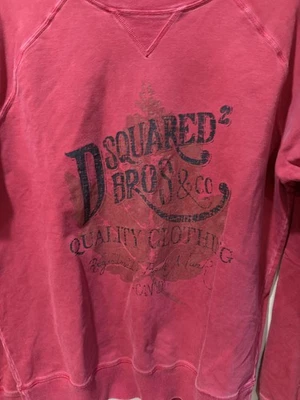 DSQUARED²
BROS & CO
QUALITY CLOTHING